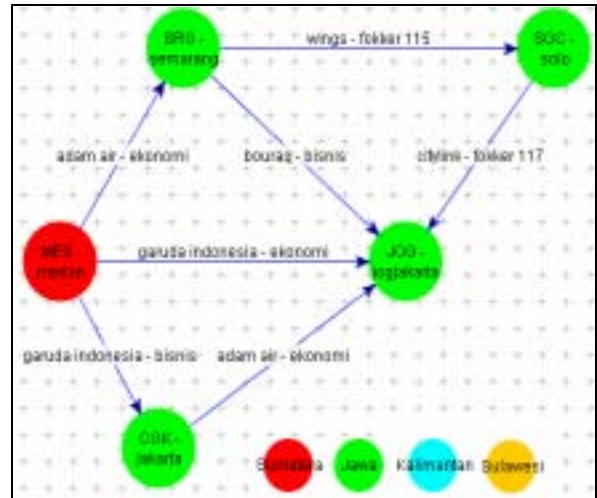 SRG -
semarang
wings - fokker 115
SOC -
solo
adam air - ekonomi
bouraq - bisnis
citylink - fokker 117
MES -
medan
garuda indonesia - ekonomi
JOG -
jogjakarta
garuda indonesia - bisnis
adam air - ekonomi
CGK -
jakarta
Sumatera
Jawa
Kalimantan
Sulawesi